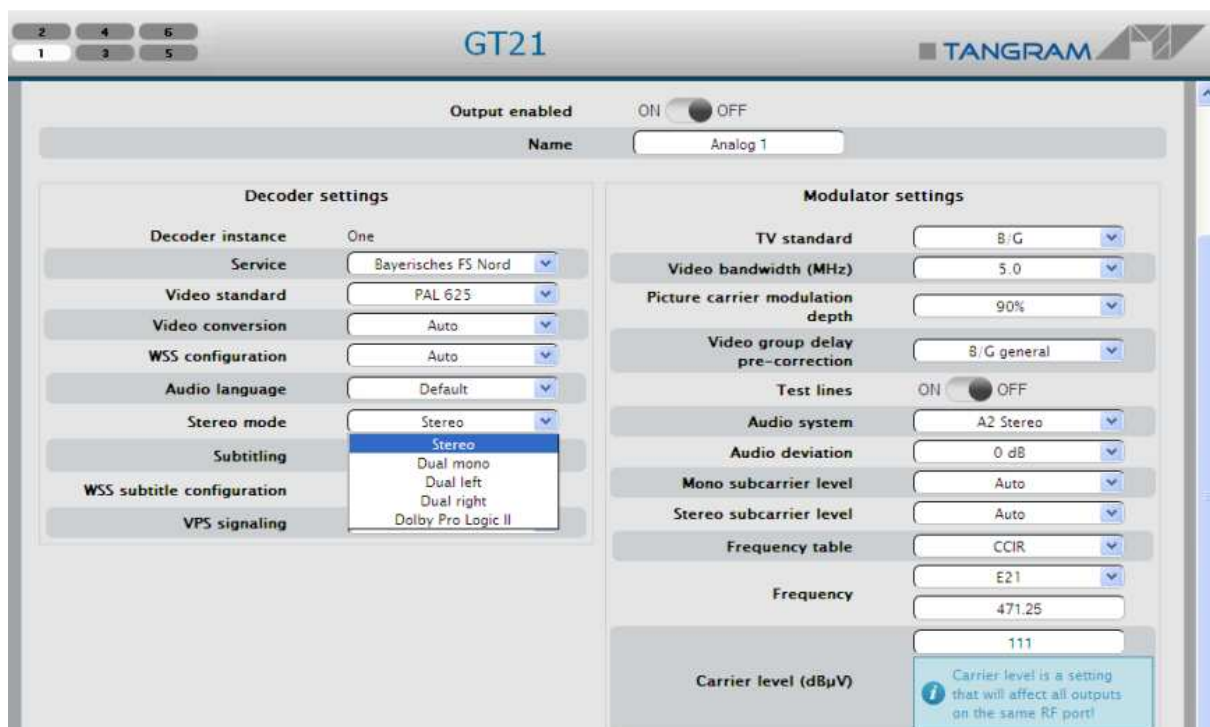 2 4 6
1 3 5
GT21
TANGRAM
Output enabled ON OFF
Name Analog 1
Decoder settings
Decoder instance One
Service Bayerisches FS Nord
Video standard PAL 625
Video conversion Auto
WSS configuration Auto
Audio language Default
Stereo mode Stereo
Stereo
Dual mono
Dual left
Dual right
Dolby Pro Logic II
Subtitling
WSS subtitle configuration
VPS signaling
Modulator settings
TV standard B/G
Video bandwidth (MHz) 5.0
Picture carrier modulation
depth 90%
Video group delay
pre-correction B/G general
Test lines ON OFF
Audio system A2 Stereo
Audio deviation 0 dB
Mono subcarrier level Auto
Stereo subcarrier level Auto
Frequency table CCIR
Frequency E21
471.25
Carrier level (dBµV) 111
Carrier level is a setting
that will affect all outputs
on the same RF port!